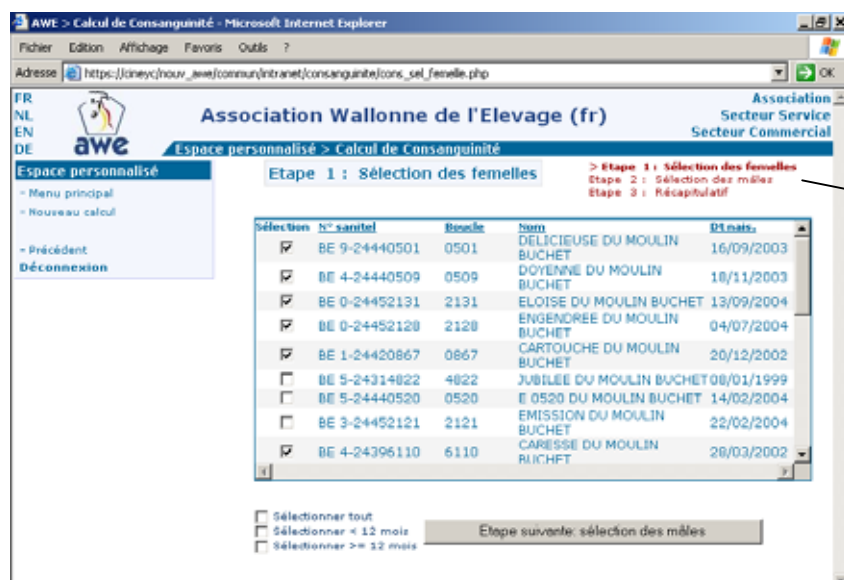 AWE > Calcul de Consanguinité - Microsoft Internet Explorer
Fichier Edition Affichage Favoris Outils ?
Adresse https://cineyc/nouv_awe/commun/intranet/consanguinite/cons_sel_femelle.php OK
FR
NL
EN
DE
awe
Association Wallonne de l'Elevage (fr)
Association
Secteur Service
Secteur Commercial
Espace personnalisé > Calcul de Consanguinité
Espace personnalisé
- Menu principal
- Nouveau calcul
- Précédent
Déconnexion
Etape 1 : Sélection des femelles
> Etape 1 : Sélection des femelles
Etape 2 : Sélection des mâles
Etape 3 : Récapitulatif
Sélection N° sanitel Boucle Nom Dt nais.
BE 9-24440501 0501 DELICIEUSE DU MOULIN BUCHET 16/09/2003
BE 4-24440509 0509 DOYENNE DU MOULIN BUCHET 18/11/2003
BE 0-24452131 2131 ELOISE DU MOULIN BUCHET 13/09/2004
BE 0-24452128 2128 ENGENDREE DU MOULIN BUCHET 04/07/2004
BE 1-24420867 0867 CARTOUCHE DU MOULIN BUCHET 20/12/2002
BE 5-24314822 4822 JUBILEE DU MOULIN BUCHET 08/01/1999
BE 5-24440520 0520 E 0520 DU MOULIN BUCHET 14/02/2004
BE 3-24452121 2121 EMISSION DU MOULIN BUCHET 22/02/2004
BE 4-24396110 6110 CARESSE DU MOULIN BUCHET 28/03/2002
Sélectionner tout
Sélectionner < 12 mois
Sélectionner >= 12 mois
Etape suivante: sélection des mâles